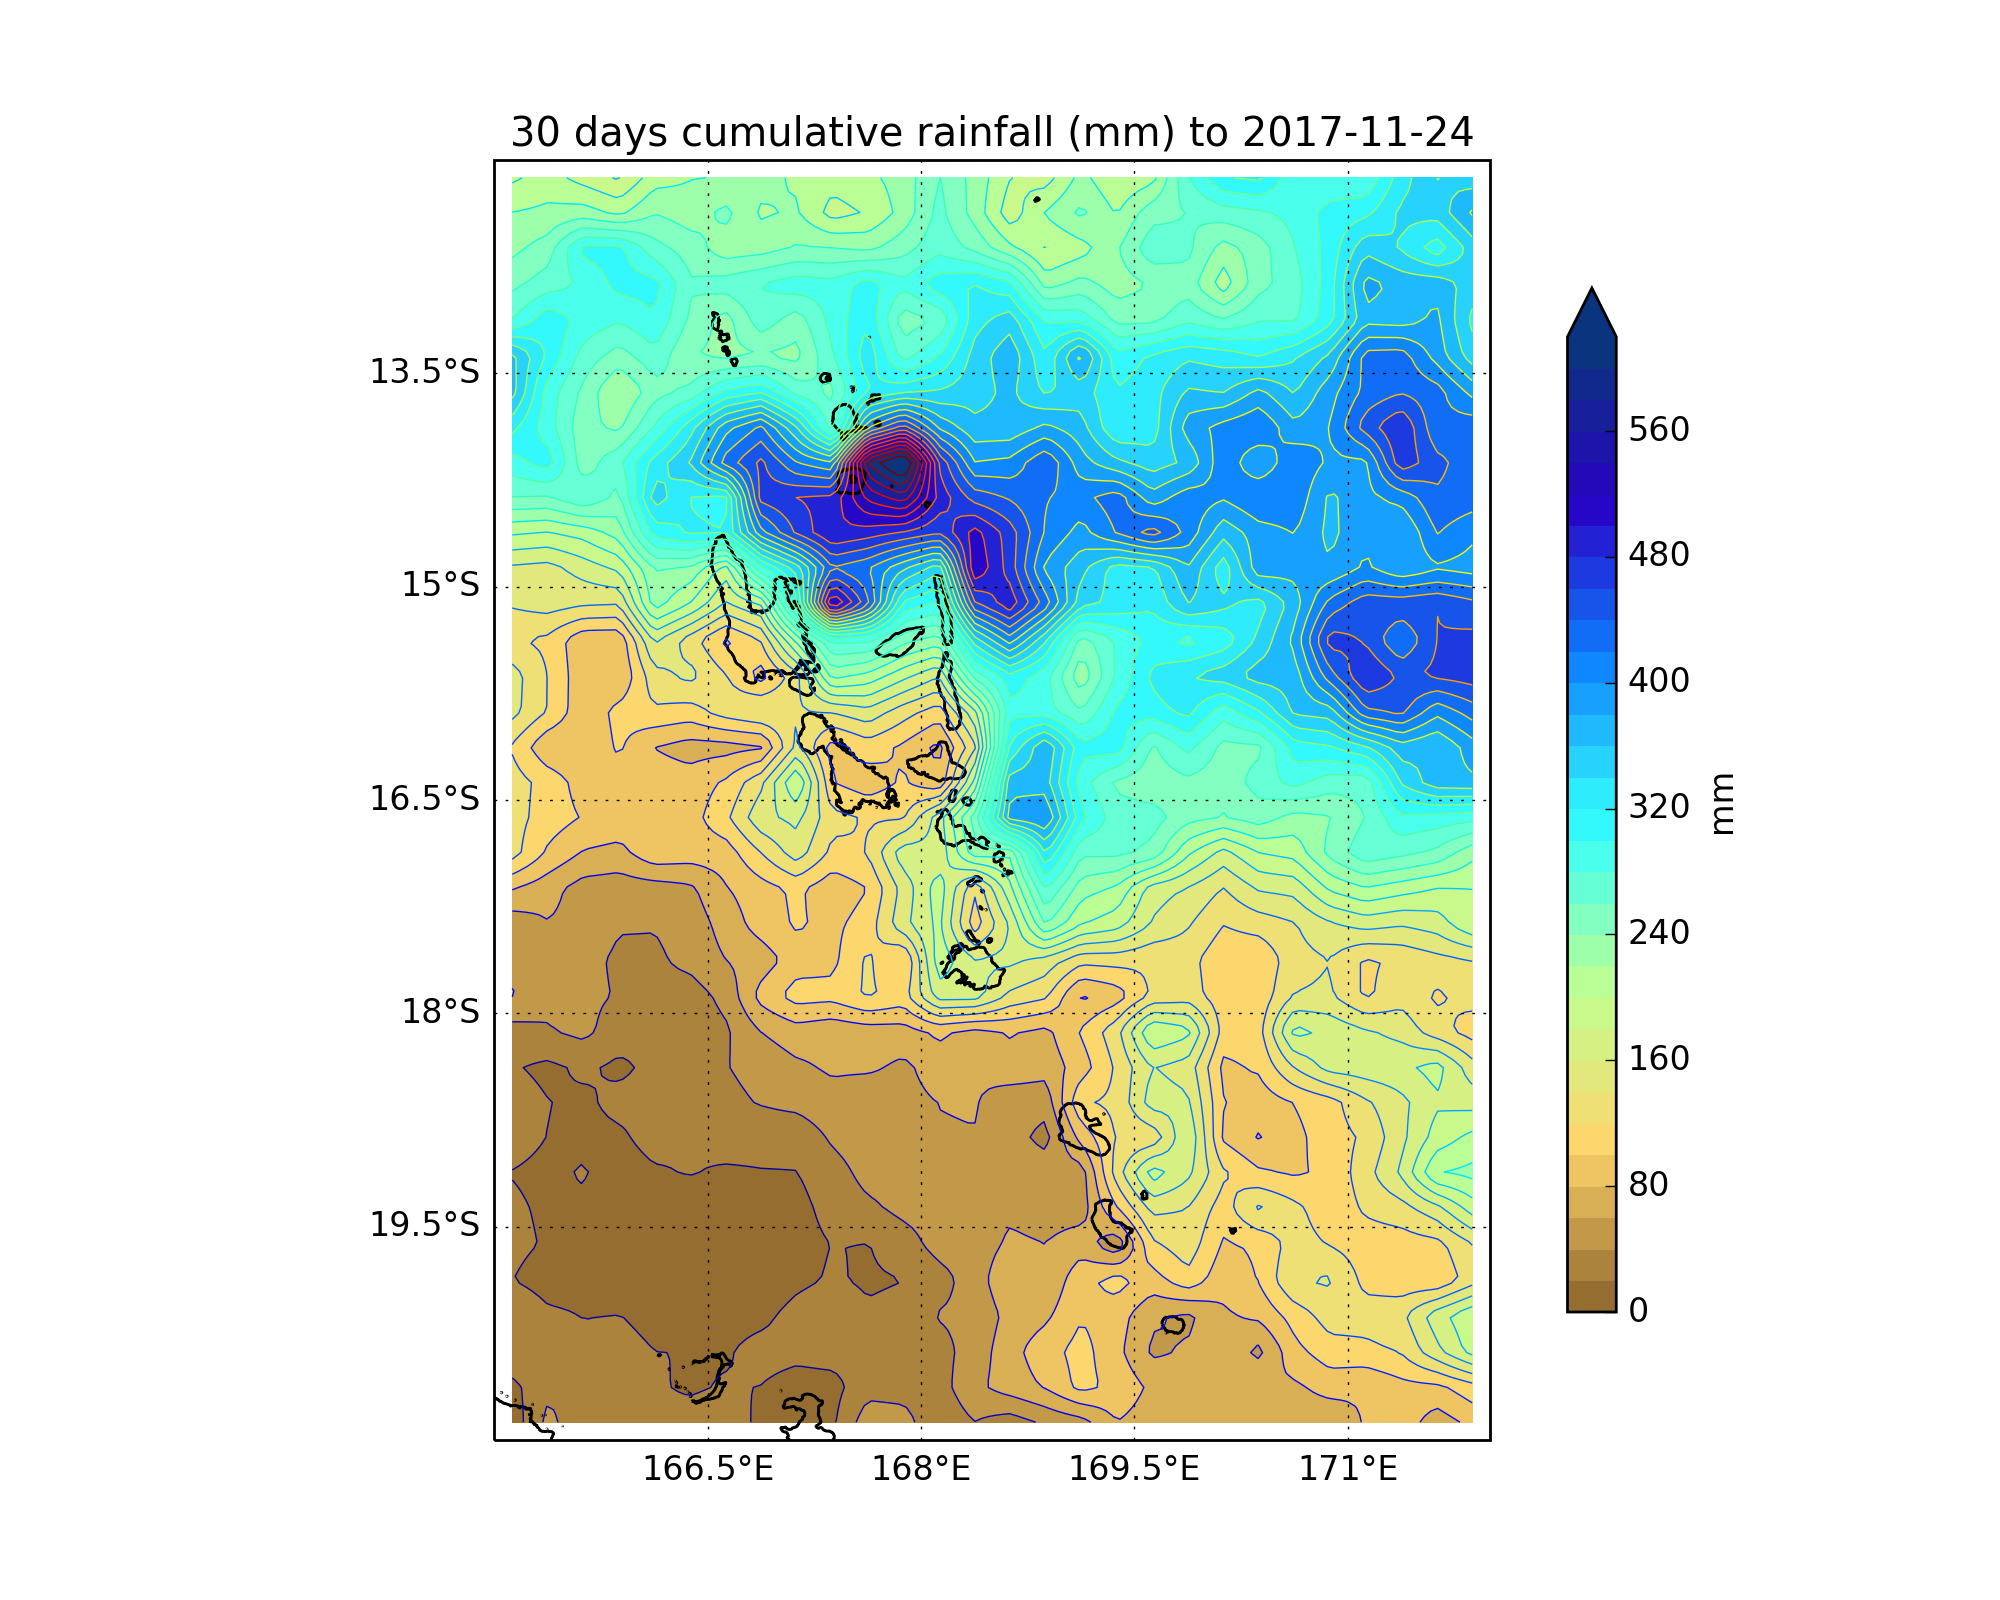 30 days cumulative rainfall (mm) to 2017-11-24
13.5°S
15°S
16.5°S
18°S
19.5°S
166.5°E
168°E
169.5°E
171°E
560
480
400
320
240
160
80
0
mm